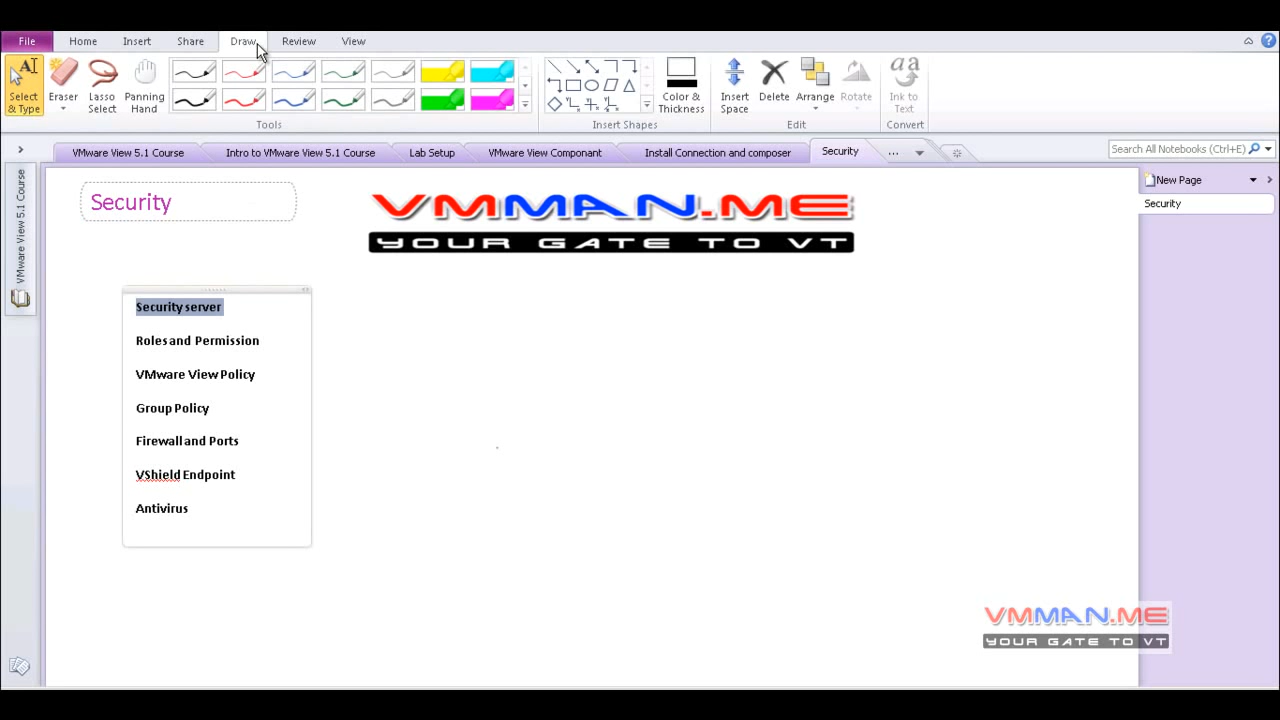 File Home Insert Share Draw Review View
Select & Type
Eraser
Lasso Select
Panning Hand
Color & Thickness
Insert Space
Delete
Arrange
Rotate
Ink to Text
Tools
Insert Shapes
Edit
Convert
VMware View 5.1 Course Intro to VMware View 5.1 Course Lab Setup VMware View Componant Install Connection and composer Security ...
Search All Notebooks (Ctrl+E)
VMware View 5.1 Course
New Page
Security
Security
VMMAN.ME
YOUR GATE TO VT
Security server
Roles and Permission
VMware View Policy
Group Policy
Firewall and Ports
VShield Endpoint
Antivirus
VMMAN.ME
YOUR GATE TO VT